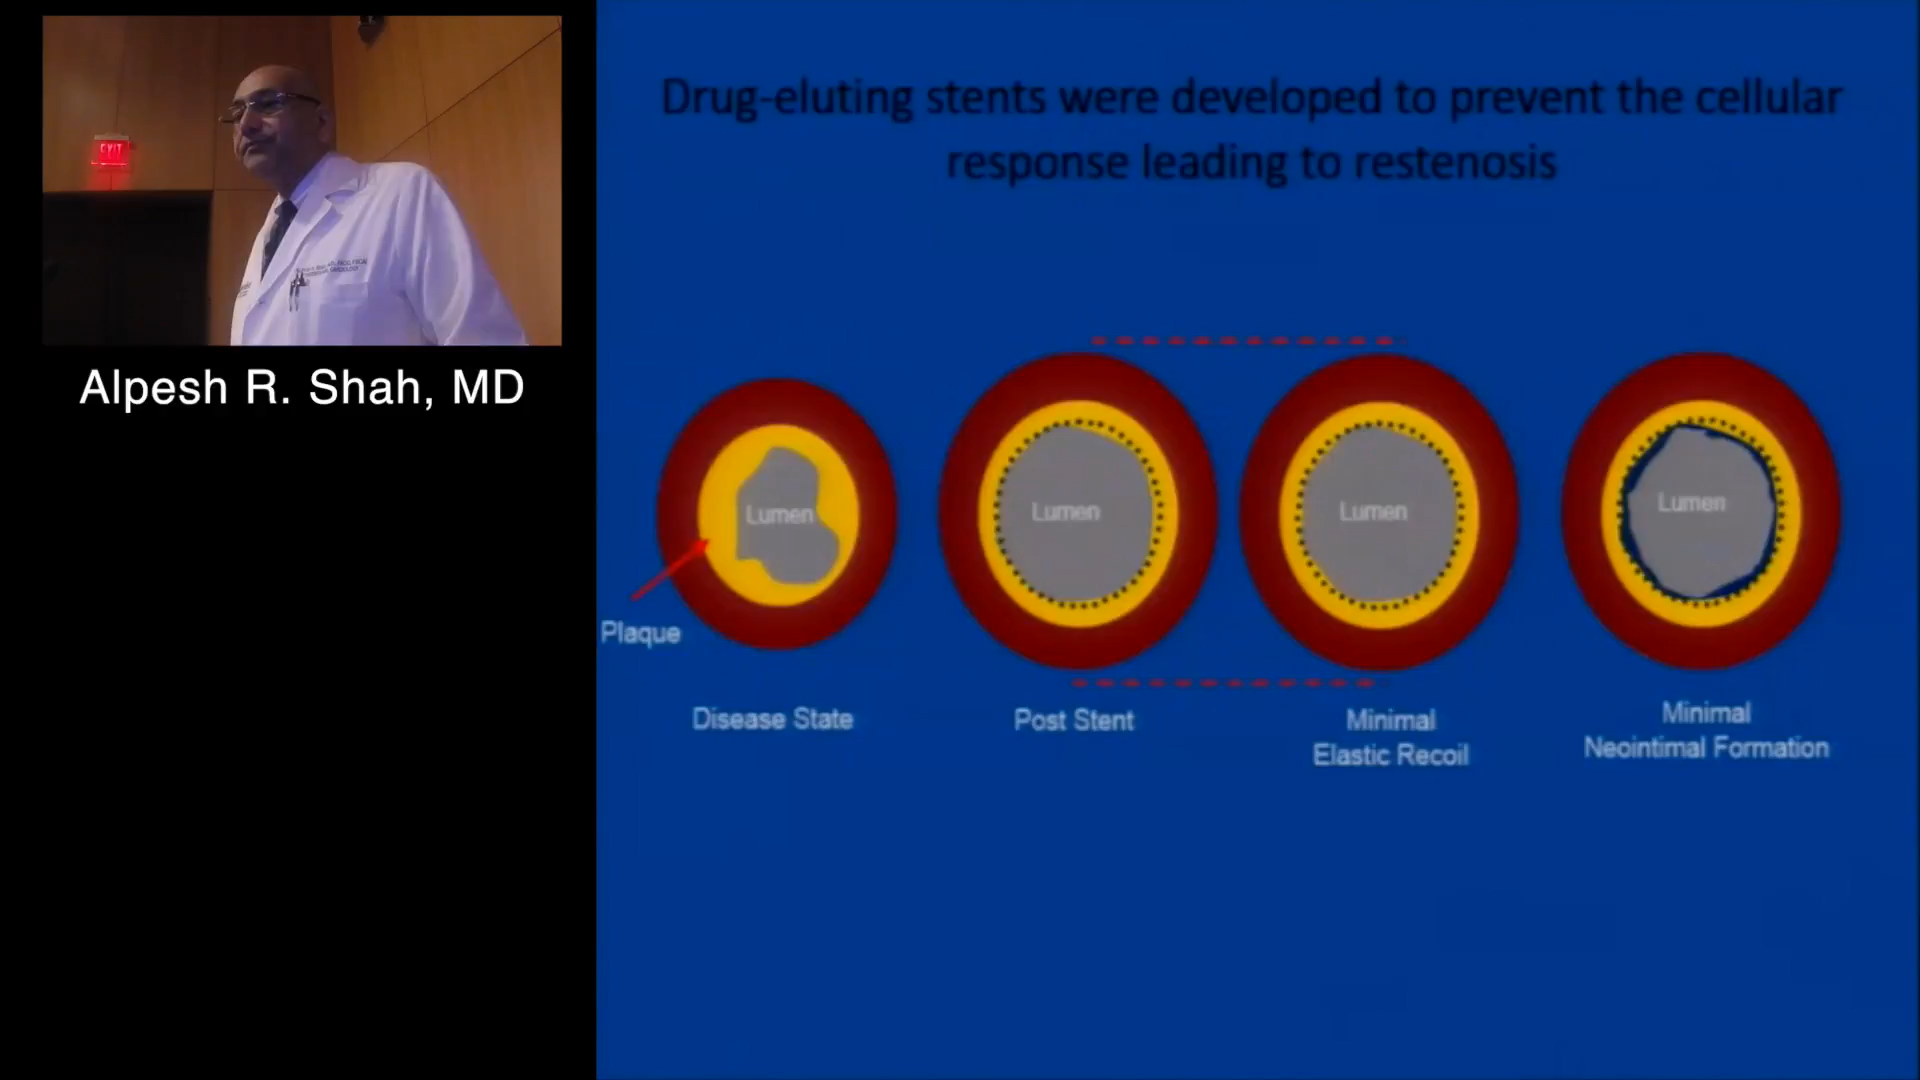 EXIT
Alpesh R. Shah, MD
Drug-eluting stents were developed to prevent the cellular
response leading to restenosis
Lumen
Lumen
Lumen
Lumen
Plaque
Disease State
Post Stent
Minimal
Elastic Recoil
Minimal
Neointimal Formation